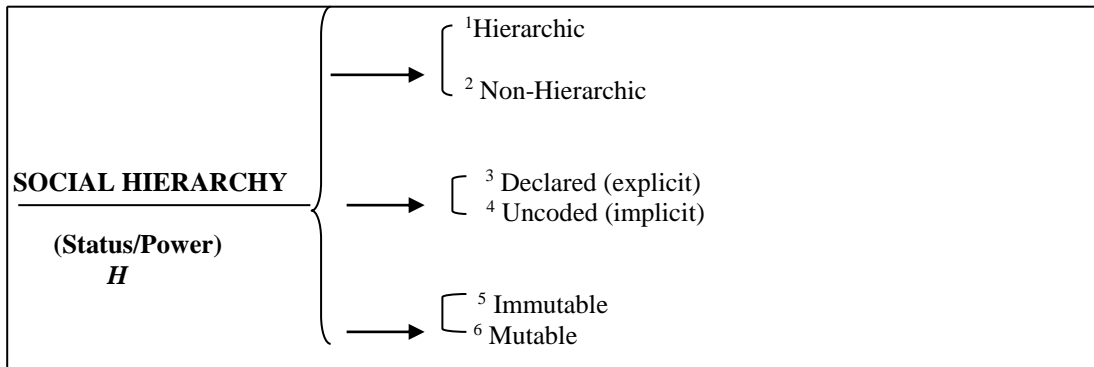 ¹Hierarchic
² Non-Hierarchic
SOCIAL HIERARCHY
(Status/Power)
H
³ Declared (explicit)
⁴ Uncoded (implicit)
⁵ Immutable
⁶ Mutable